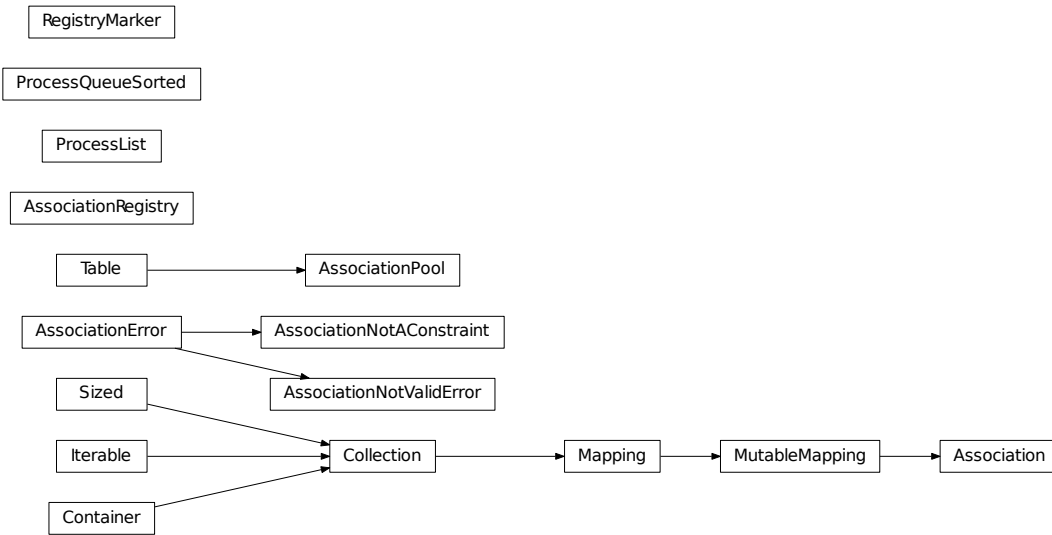 RegistryMarker
ProcessQueueSorted
ProcessList
AssociationRegistry
Table
AssociationPool
AssociationError
AssociationNotAConstraint
AssociationNotValidError
Sized
Iterable
Collection
Mapping
MutableMapping
Association
Container